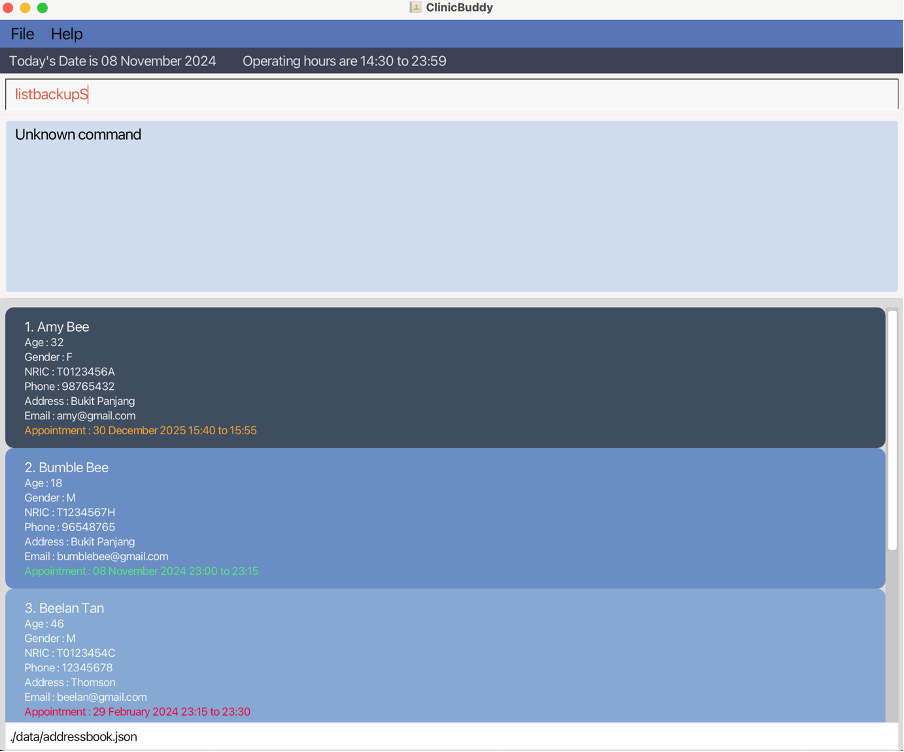 ClinicBuddy
File Help
Today's Date is 08 November 2024 Operating hours are 14:30 to 23:59
listbackupS
Unknown command
1. Amy Bee
Age : 32
Gender : F
NRIC : T0123456A
Phone : 98765432
Address : Bukit Panjang
Email : amy@gmail.com
Appointment : 30 December 2025 15:40 to 15:55
2. Bumble Bee
Age : 18
Gender : M
NRIC : T1234567H
Phone : 96548765
Address : Bukit Panjang
Email : bumblebee@gmail.com
Appointment : 08 November 2024 23:00 to 23:15
3. Beelan Tan
Age : 46
Gender : M
NRIC : T0123454C
Phone : 12345678
Address : Thomson
Email : beelan@gmail.com
Appointment : 29 February 2024 23:15 to 23:30
./data/addressbook.json